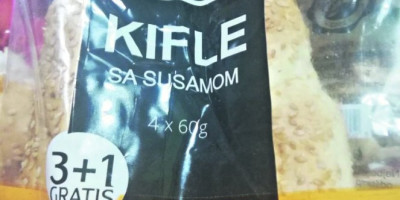 KIFLE
SA SUSAMOM
4 x 60g
3+1
GRATIS